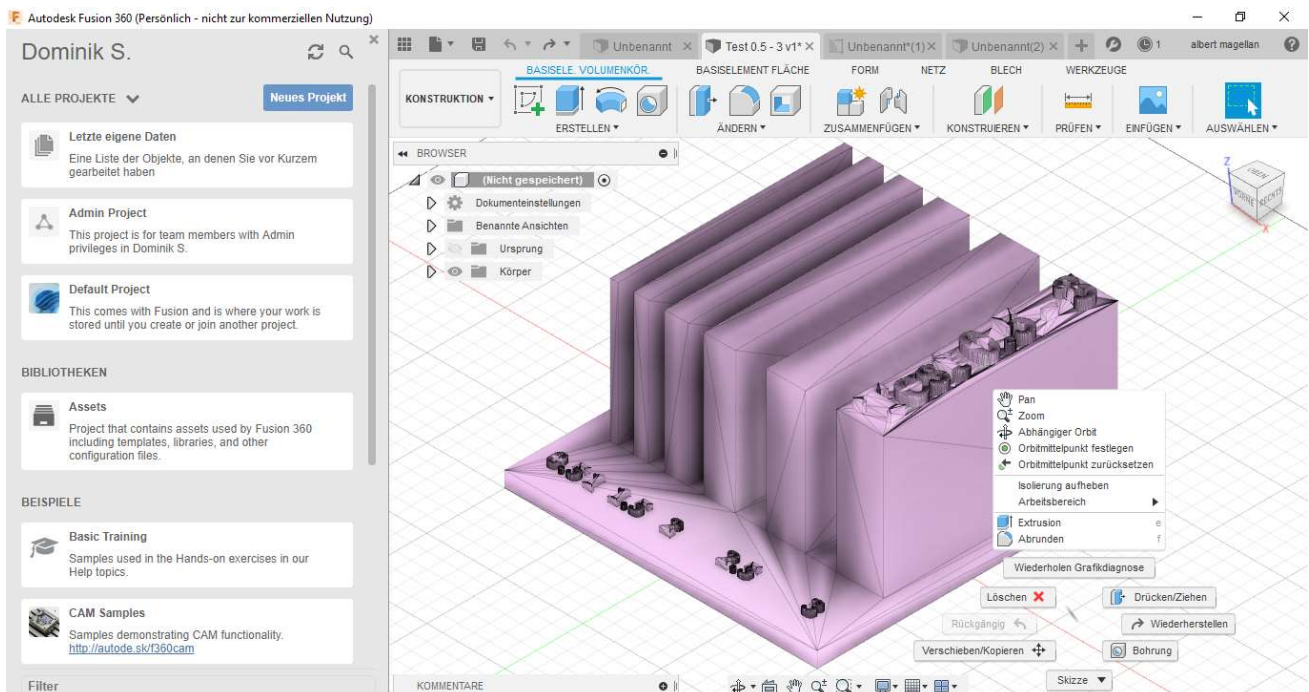 Autodesk Fusion 360 (Persönlich - nicht zur kommerziellen Nutzung)
Dominik S.
Unbenannt
Test 0.5 - 3 v1*
Unbenannt*(1)
Unbenannt(2)
1
albert magellan
ALLE PROJEKTE
Neues Projekt
Letzte eigene Daten
Eine Liste der Objekte, an denen Sie vor Kurzem
gearbeitet haben
Admin Project
This project is for team members with Admin
privileges in Dominik S.
Default Project
This comes with Fusion and is where your work is
stored until you create or join another project.
BIBLIOTHEKEN
Assets
Project that contains assets used by Fusion 360
including templates, libraries, and other
configuration files.
BEISPIELE
Basic Training
Samples used in the Hands-on exercises in our
Help topics.
CAM Samples
Samples demonstrating CAM functionality.
http://autode.sk/f360cam
Filter
BASISELE. VOLUMENKÖR.
BASISELEMENT FLÄCHE
FORM
NETZ
BLECH
WERKZEUGE
KONSTRUKTION
ERSTELLEN
ÄNDERN
ZUSAMMENFÜGEN
KONSTRUIEREN
PRÜFEN
EINFÜGEN
AUSWÄHLEN
BROWSER
(Nicht gespeichert)
Dokumenteinstellungen
Benannte Ansichten
Ursprung
Körper
Z
OBEN
VORNE
RECHTS
X
Pan
Zoom
Abhängiger Orbit
Orbitmittelpunkt festlegen
Orbitmittelpunkt zurücksetzen
Isolierung aufheben
Arbeitsbereich
Extrusion e
Abrunden f
Wiederholen Grafikdiagnose
Löschen
Drücken/Ziehen
Rückgängig
Wiederherstellen
Verschieben/Kopieren
Bohrung
Skizze
KOMMENTARE